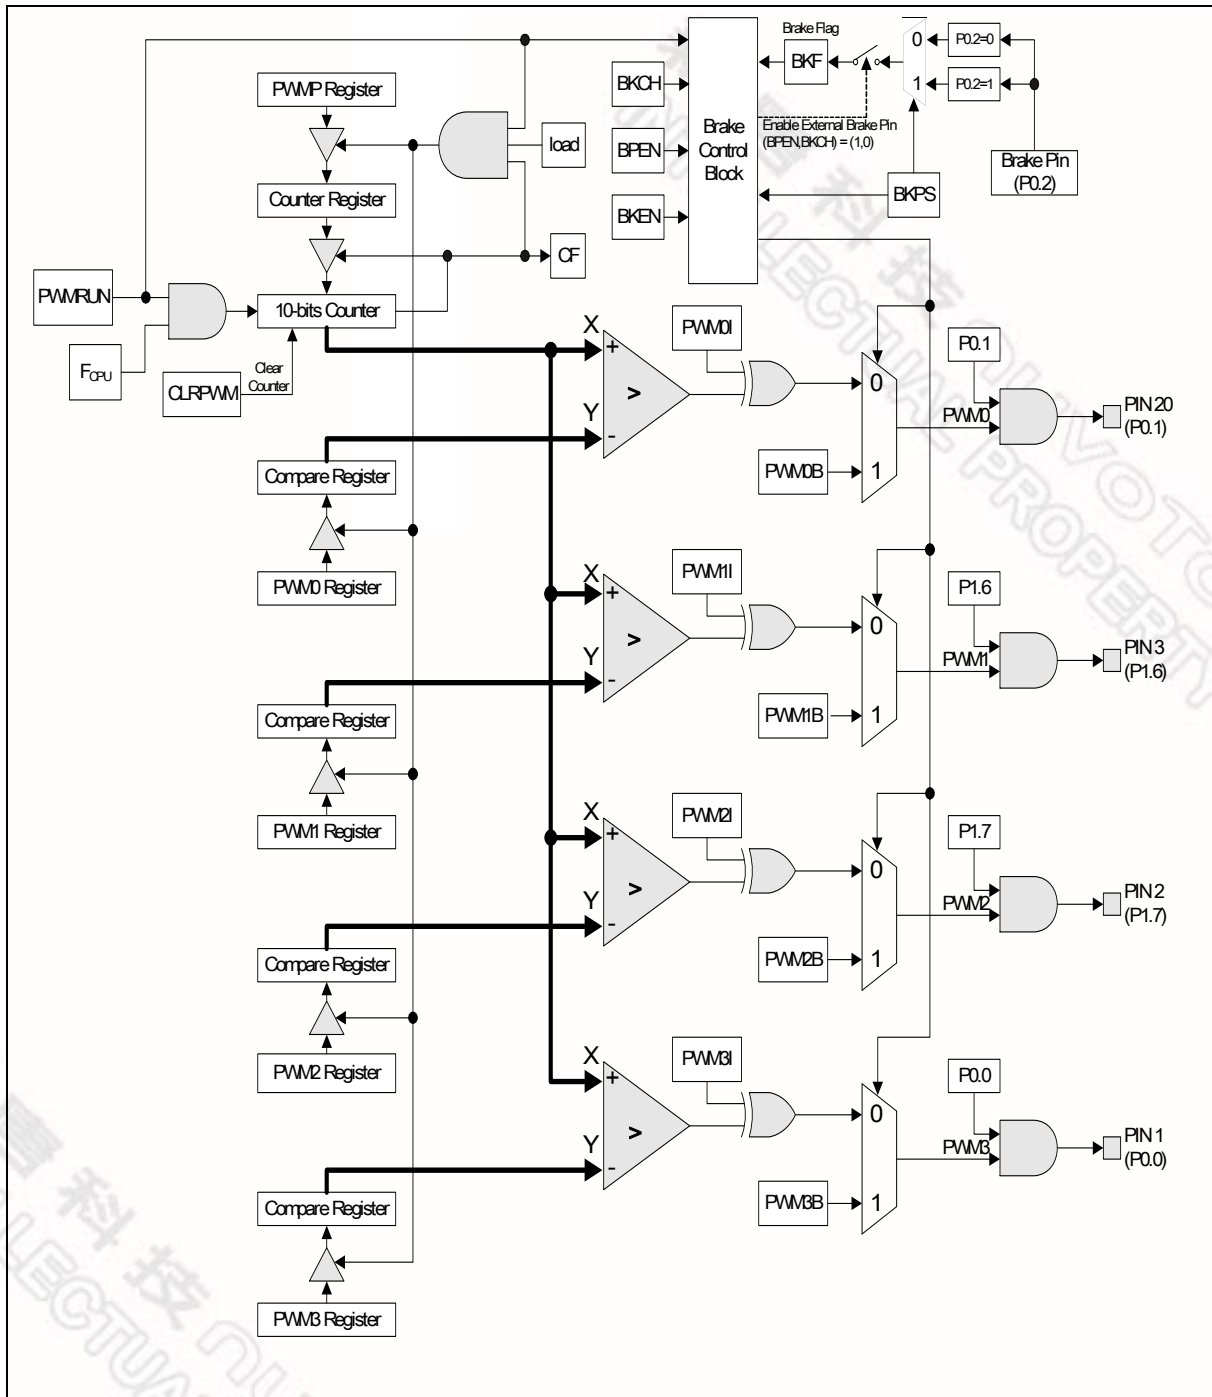 Brake Flag
0
P0.2=0
BKF
PWMP Register
BKCH
1
P0.2=1
load
Brake
Control
Block
Enable External Brake Pin
(BPEN,BKCH) = (1,0)
BPEN
Brake Pin
(P0.2)
Counter Register
BKPS
BKEN
CF
PWMRUN
10-bits Counter
FCPU
Clear
Counter
CLRPWM
X
+
>
Y
-
PWM0I
0
P0.1
PWM0
PIN 20
(P0.1)
Compare Register
PWM0B
1
PWM0 Register
X
+
>
Y
-
PWM1I
0
P1.6
PWM1
PIN 3
(P1.6)
Compare Register
PWM1B
1
PWM1 Register
X
+
>
Y
-
PWM2I
0
P1.7
PWM2
PIN 2
(P1.7)
Compare Register
PWM2B
1
PWM2 Register
X
+
>
Y
-
PWM3I
0
P0.0
PWM3
PIN 1
(P0.0)
Compare Register
PWM3B
1
PWM3 Register